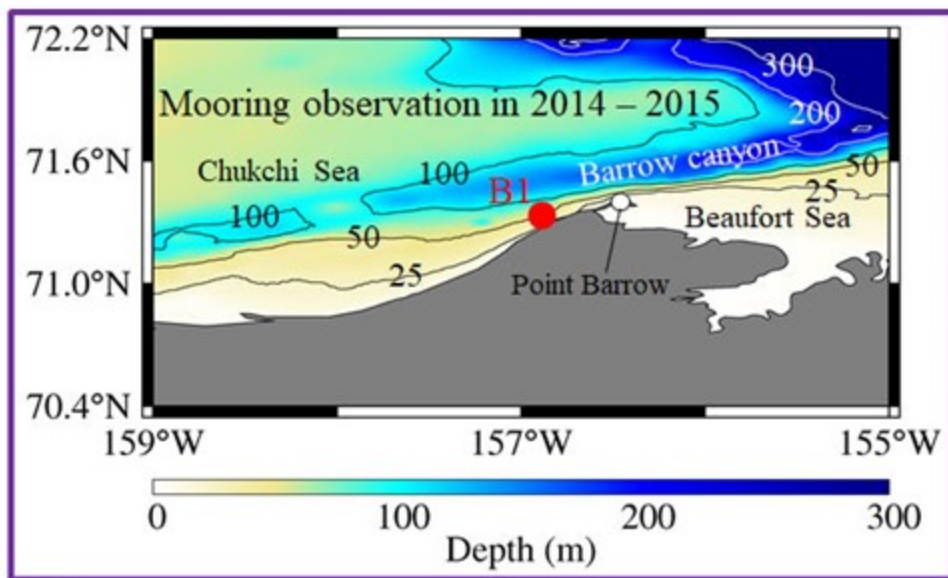 72.2°N
300
Mooring observation in 2014 – 2015
200
71.6°N
Chukchi Sea
100
Barrow canyon
50
B1
25
100
Beaufort Sea
50
71.0°N
25
Point Barrow
70.4°N
159°W
157°W
155°W
0
100
200
300
Depth (m)